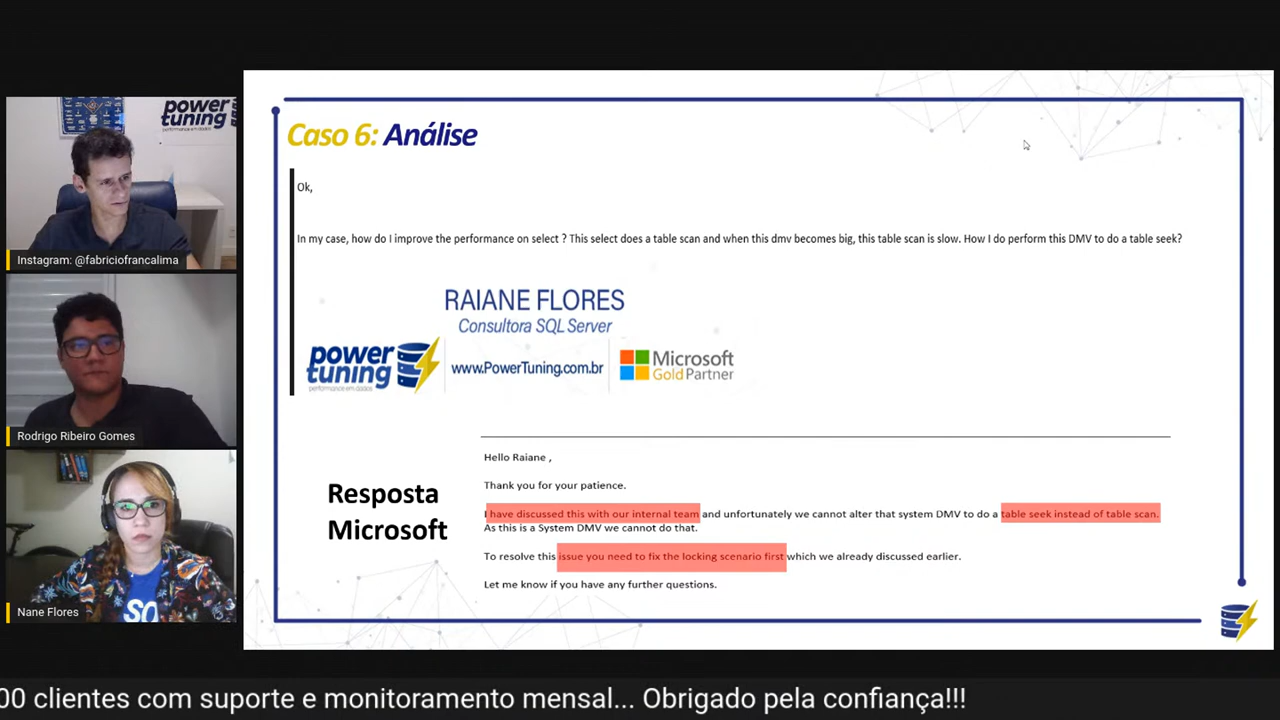 power
tuning
performance em dados
Instagram: @fabriciofrancalima
Rodrigo Ribeiro Gomes
SQ
Nane Flores
Caso 6: Análise
Ok,
In my case, how do I improve the performance on select ? This select does a table scan and when this dmv becomes big, this table scan is slow. How I do perform this DMV to do a table seek?
RAIANE FLORES
Consultora SQL Server
power
tuning
performance em dados
www.PowerTuning.com.br
Microsoft
Gold Partner
Resposta
Microsoft
Hello Raiane ,
Thank you for your patience.
I have discussed this with our internal team and unfortunately we cannot alter that system DMV to do a table seek instead of table scan.
As this is a System DMV we cannot do that.
To resolve this issue you need to fix the locking scenario first which we already discussed earlier.
Let me know if you have any further questions.
00 clientes com suporte e monitoramento mensal... Obrigado pela confiança!!!